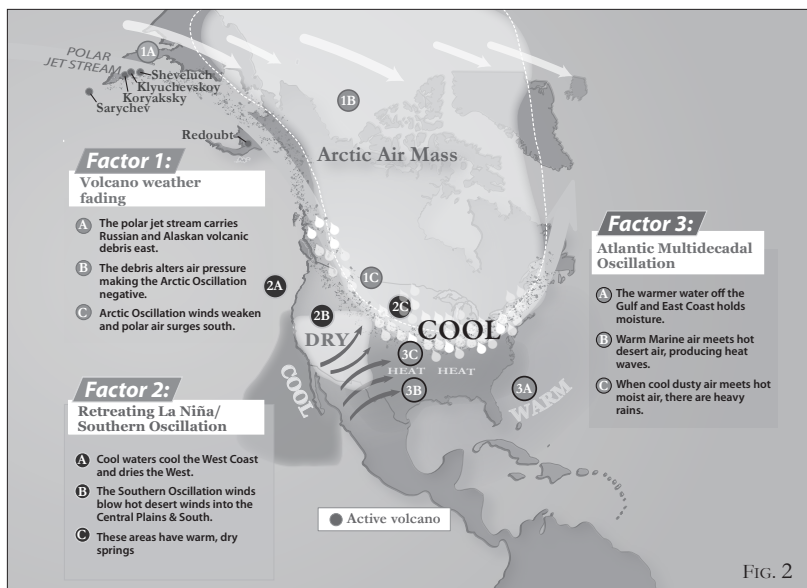 POLAR
JET STREAM
1A
Sheveluch
Klyuchevskoy
Koryaksky
Sarychev
Redoubt
1B
Arctic Air Mass
Factor 1:
Volcano weather
fading
A The polar jet stream carries
Russian and Alaskan volcanic
debris east.
B The debris alters air pressure
making the Arctic Oscillation
negative.
C Arctic Oscillation winds weaken
and polar air surges south.
Factor 2:
Retreating La Niña/
Southern Oscillation
A Cool waters cool the West Coast
and dries the West.
B The Southern Oscillation winds
blow hot desert winds into the
Central Plains & South.
C These areas have warm, dry
springs
1C
2A
2B
2C
COOL
DRY
3C
HEAT HEAT
3B
COOL
3A
WARM
Factor 3:
Atlantic Multidecadal
Oscillation
A The warmer water off the
Gulf and East Coast holds
moisture.
B Warm Marine air meets hot
desert air, producing heat
waves.
C When cool dusty air meets hot
moist air, there are heavy
rains.
Active volcano
FIG. 2